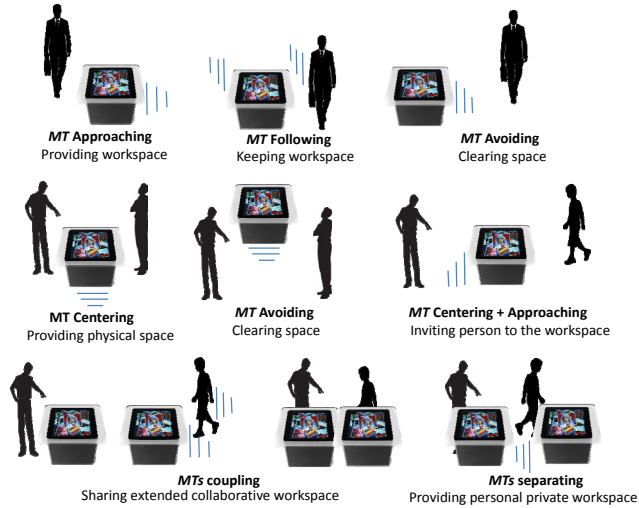 MT Approaching
Providing workspace
MT Following
Keeping workspace
MT Avoiding
Clearing space
MT Centering
Providing physical space
MT Avoiding
Clearing space
MT Centering + Approaching
Inviting person to the workspace
MTs coupling
Sharing extended collaborative workspace
MTs separating
Providing personal private workspace